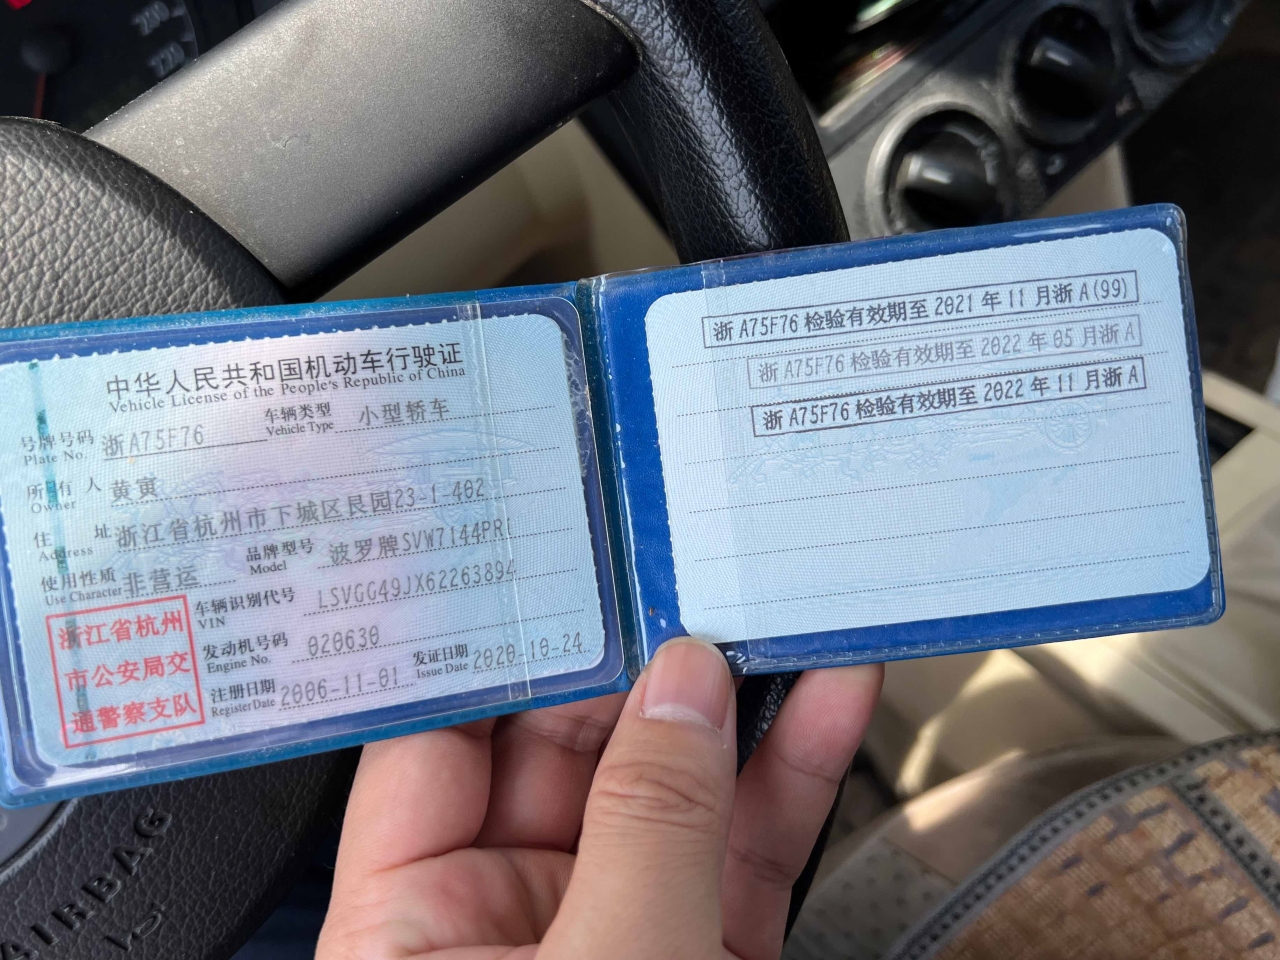 中华人民共和国机动车行驶证
Vehicle License of the People's Republic of China
号牌号码 浙A75F76 车辆类型 小型轿车
Plate No. Vehicle Type
所有人 黄寅
Owner
住址 浙江省杭州市下城区艮园23-1-402
Address
使用性质 非营运 品牌型号 波罗牌SVW7144PRi
Use Character Model
浙江省杭州
市公安局交
通警察支队
车辆识别代号 LSVGG49JX62263894
VIN
发动机号码 020630
Engine No.
注册日期 2006-11-01 发证日期 2020-10-24
Register Date Issue Date
浙 A75F76 检验有效期至 2021 年 11 月浙 A(99)
浙 A75F76 检验有效期至 2022 年 05 月浙 A
浙 A75F76 检验有效期至 2022 年 11 月浙 A
AIRBAG
220